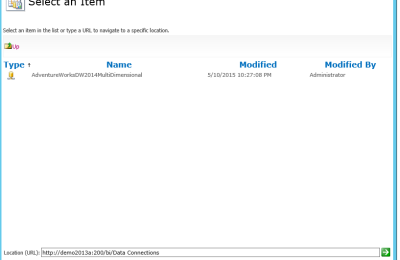 Select an Item
Select an item in the list or type a URL to navigate to a specific location.
Up
Type ↑ Name Modified Modified By
AdventureWorksDW2014MultiDimensional 5/10/2015 10:27:08 PM Administrator
Location (URL): http://demo2013a:200/bi/Data Connections